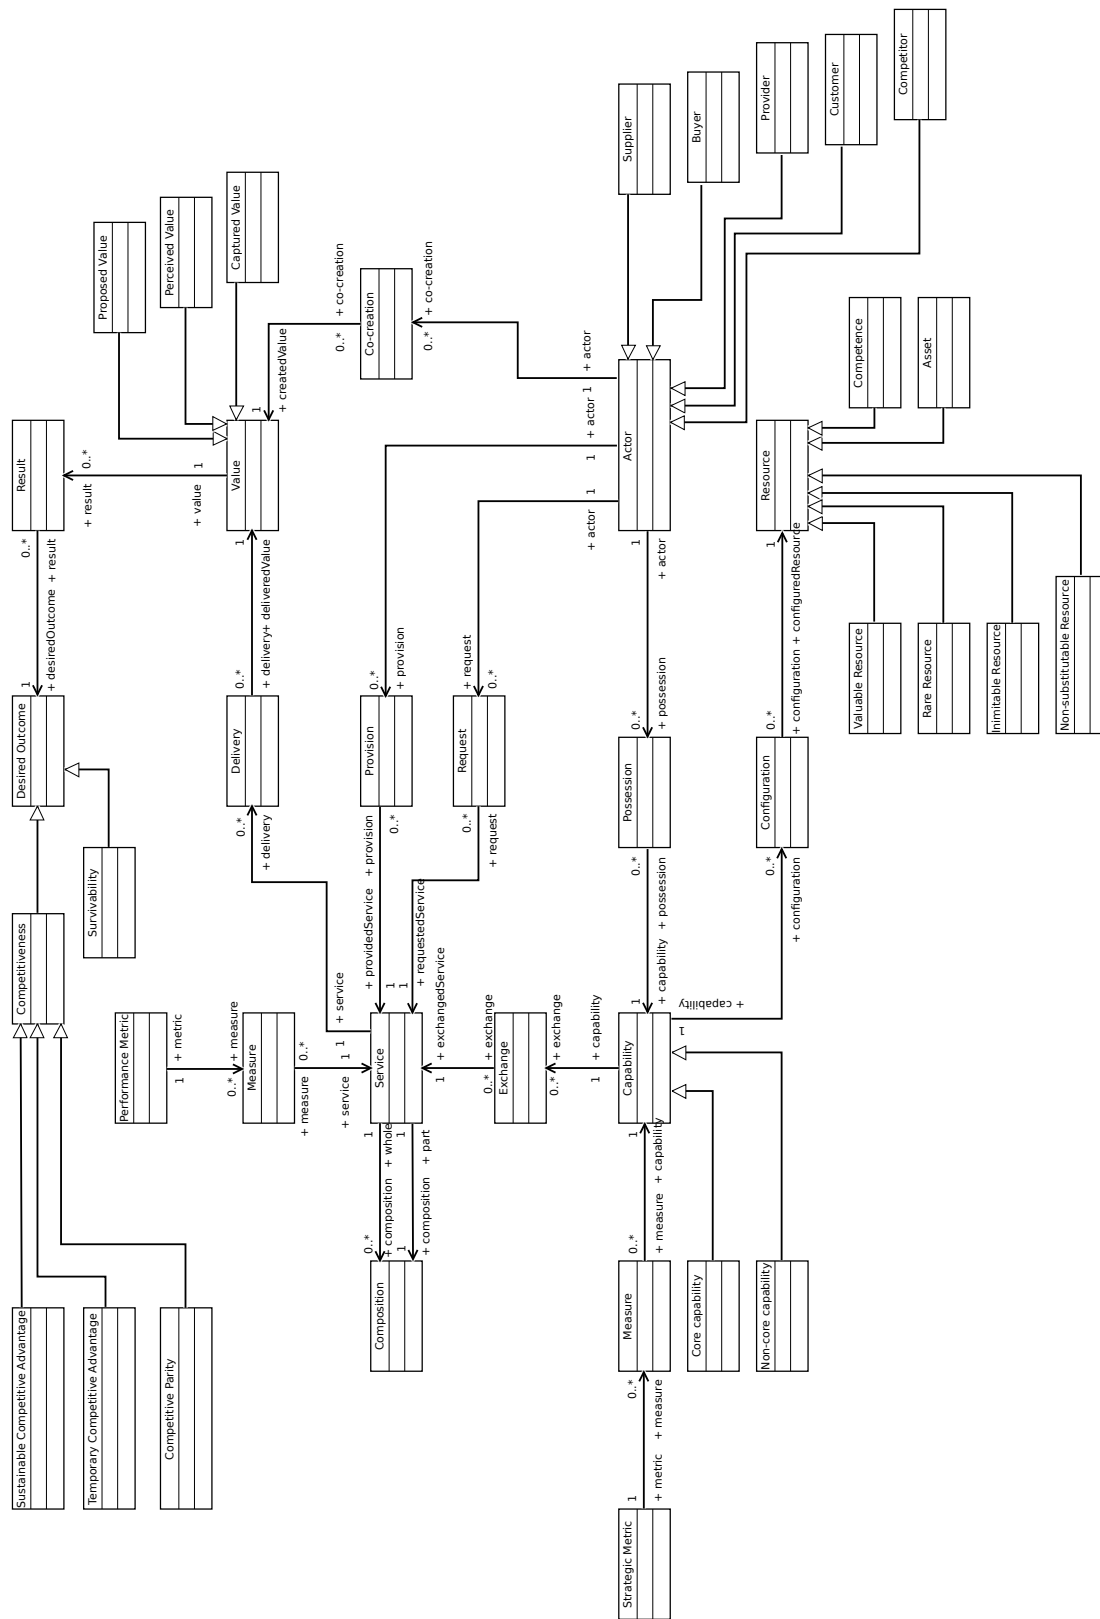 Competitor
Customer
Provider
Buyer
Supplier
Captured Value
Perceived Value
Proposed Value
+ co-creation
0..*
Co-creation
+ co-creation
0..*
+ createdValue
1
+ actor
1
+ actor
1
+ actor
1
Actor
Competence
Asset
Result
0..*
+ result
1
+ value
Value
Resource
0..*
+ desiredOutcome
+ result
1
1
+ delivery
+ deliveredValue
0..*
1
+ actor
1
+ configuration
+ configuredResource
0..*
+ provision
0..*
+ request
0..*
+ possession
0..*
Desired Outcome
Delivery
Provision
Request
Possession
Configuration
Valuable Resource
Rare Resource
Inimitable Resource
Non-substitutable Resource
0..*
+ delivery
0..*
+ providedService
+ provision
0..*
+ request
+ requestedService
1
1
0..*
+ capability
+ possession
1
0..*
+ configuration
+ capability
1
Survivability
Competitiveness
Performance Metric
1
+ metric
0..*
+ measure
Measure
0..*
+ measure
1
+ service
1
+ service
Service
1
+ exchangedService
0..*
+ exchange
Exchange
0..*
+ exchange
1
+ capability
Capability
1
+ composition
+ whole
0..*
1
+ composition
+ part
1
Composition
1
+ measure
+ capability
0..*
Measure
Core capability
Non-core capability
Sustainable Competitive Advantage
Temporary Competitive Advantage
Competitive Parity
0..*
+ metric
+ measure
1
Strategic Metric